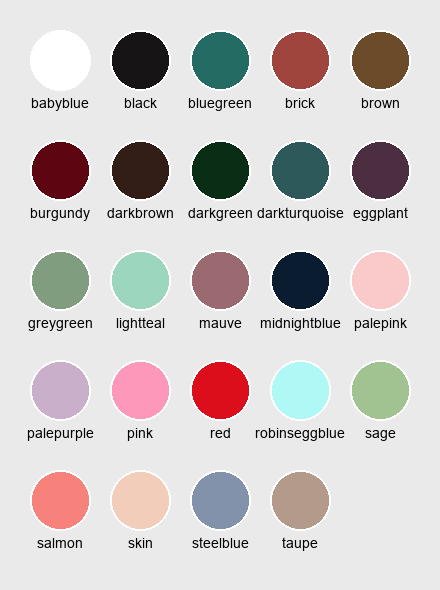 babyblue black bluegreen brick brown
burgundy darkbrown darkgreen darkturquoise eggplant
greygreen lightteal mauve midnightblue palepink
palepurple pink red robinseggblue sage
salmon skin steelblue taupe